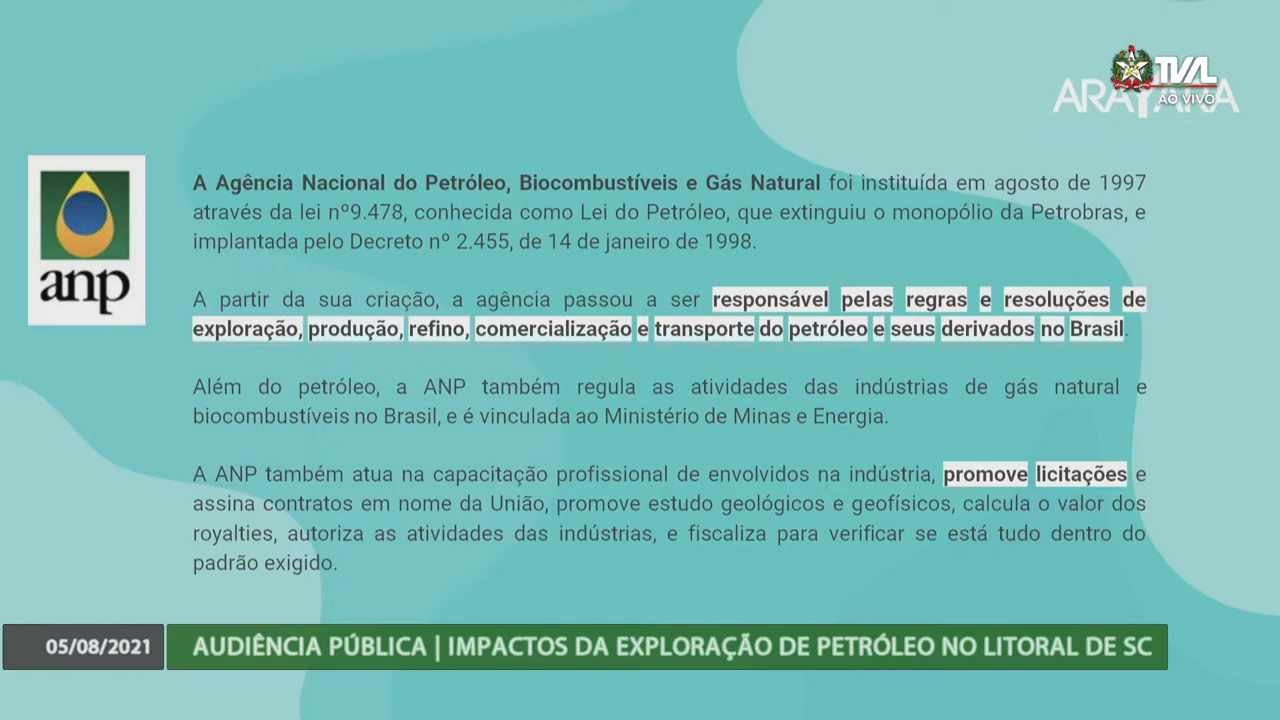 TVAL
AO VIVO
ARAYARA
anp
A Agência Nacional do Petróleo, Biocombustíveis e Gás Natural foi instituída em agosto de 1997
através da lei nº9.478, conhecida como Lei do Petróleo, que extinguiu o monopólio da Petrobras, e
implantada pelo Decreto nº 2.455, de 14 de janeiro de 1998.
A partir da sua criação, a agência passou a ser responsável pelas regras e resoluções de
exploração, produção, refino, comercialização e transporte do petróleo e seus derivados no Brasil.
Além do petróleo, a ANP também regula as atividades das indústrias de gás natural e
biocombustíveis no Brasil, e é vinculada ao Ministério de Minas e Energia.
A ANP também atua na capacitação profissional de envolvidos na indústria, promove licitações e
assina contratos em nome da União, promove estudo geológicos e geofísicos, calcula o valor dos
royalties, autoriza as atividades das indústrias, e fiscaliza para verificar se está tudo dentro do
padrão exigido.
05/08/2021
AUDIÊNCIA PÚBLICA | IMPACTOS DA EXPLORAÇÃO DE PETRÓLEO NO LITORAL DE SC